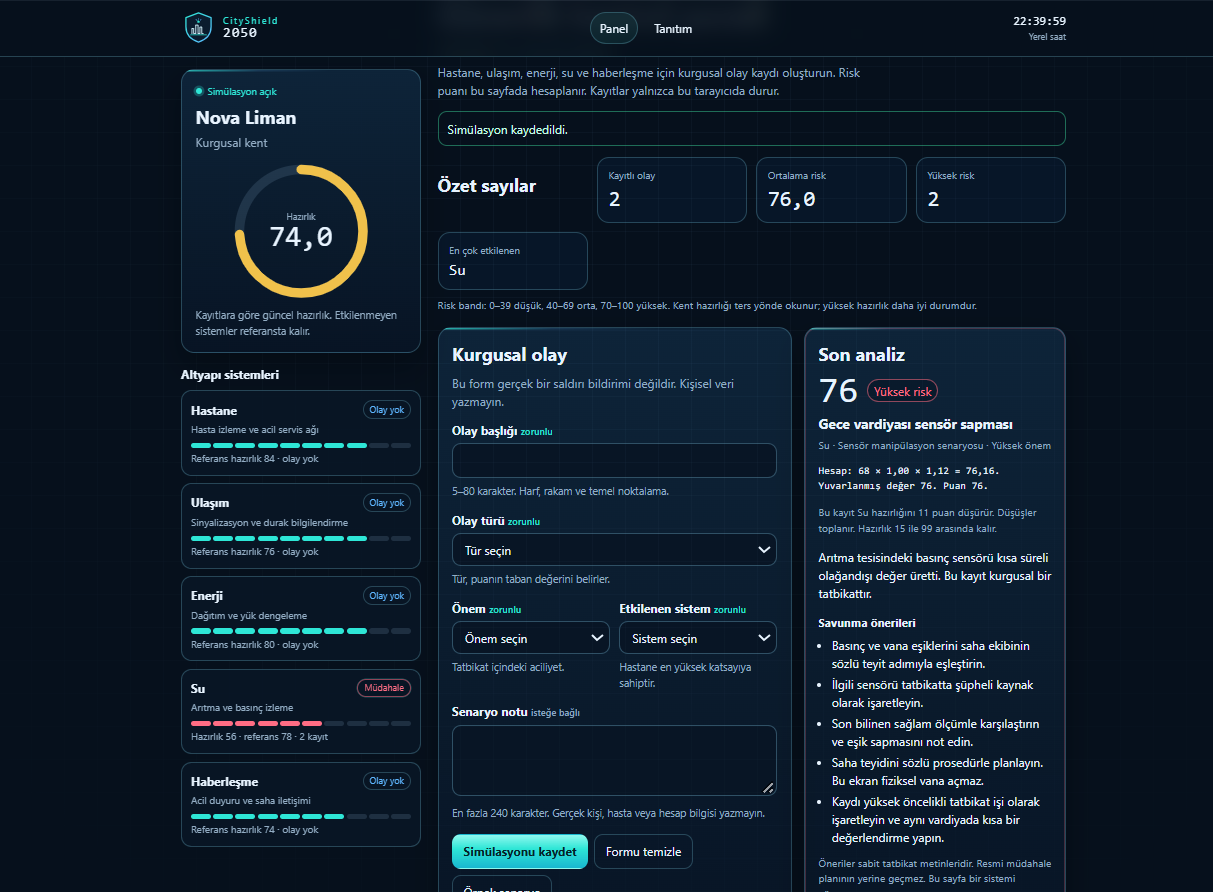 CityShield
2050
Panel
Tanıtım
22:39:59
Yerel saat
Simülasyon açık
Nova Liman
Kurgusal kent
Hazırlık
74,0
Kayıtlara göre güncel hazırlık. Etkilenmeyen
sistemler referansta kalır.
Altyapı sistemleri
Hastane
Olay yok
Hasta izleme ve acil servis ağı
Referans hazırlık 84 · olay yok
Ulaşım
Olay yok
Sinyalizasyon ve durak bilgilendirme
Referans hazırlık 76 · olay yok
Enerji
Olay yok
Dağıtım ve yük dengeleme
Referans hazırlık 80 · olay yok
Su
Müdahale
Arıtma ve basınç izleme
Hazırlık 56 · referans 78 · 2 kayıt
Haberleşme
Olay yok
Acil duyuru ve saha iletişimi
Referans hazırlık 74 · olay yok
Hastane, ulaşım, enerji, su ve haberleşme için kurgusal olay kaydı oluşturun. Risk
puanı bu sayfada hesaplanır. Kayıtlar yalnızca bu tarayıcıda durur.
Simülasyon kaydedildi.
Özet sayılar
Kayıtlı olay
2
Ortalama risk
76,0
Yüksek risk
2
En çok etkilenen
Su
Risk bandı: 0–39 düşük, 40–69 orta, 70–100 yüksek. Kent hazırlığı ters yönde okunur; yüksek hazırlık daha iyi durumdur.
Kurgusal olay
Bu form gerçek bir saldırı bildirimi değildir. Kişisel veri
yazmayın.
Olay başlığı zorunlu
5–80 karakter. Harf, rakam ve temel noktalama.
Olay türü zorunlu
Tür seçin
Tür, puanın taban değerini belirler.
Önem zorunlu
Önem seçin
Tatbikat içindeki aciliyet.
Etkilenen sistem zorunlu
Sistem seçin
Hastane en yüksek katsayıya
sahiptir.
Senaryo notu isteğe bağlı
En fazla 240 karakter. Gerçek kişi, hasta veya hesap bilgisi yazmayın.
Simülasyonu kaydet
Formu temizle
Son analiz
76
Yüksek risk
Gece vardiyası sensör sapması
Su · Sensör manipülasyon senaryosu · Yüksek önem
Hesap: 68 × 1,00 × 1,12 = 76,16.
Yuvarlanmış değer 76. Puan 76.
Bu kayıt Su hazırlığını 11 puan düşürür. Düşüşler
toplanır. Hazırlık 15 ile 99 arasında kalır.
Arıtma tesisindeki basınç sensörü kısa süreli
olağandışı değer üretti. Bu kayıt kurgusal bir
tatbikattır.
Savunma önerileri
• Basınç ve vana eşiklerini saha ekibinin
sözlü teyit adımıyla eşleştirin.
• İlgili sensörü tatbikatta şüpheli kaynak
olarak işaretleyin.
• Son bilinen sağlam ölçümle karşılaştırın
ve eşik sapmasını not edin.
• Saha teyidini sözlü prosedürle planlayın.
Bu ekran fiziksel vana açmaz.
• Kaydı yüksek öncelikli tatbikat işi olarak
işaretleyin ve aynı vardiyada kısa bir
değerlendirme yapın.
Öneriler sabit tatbikat metinleridir. Resmi müdahale
planının yerine geçmez. Bu sayfa bir sistemi